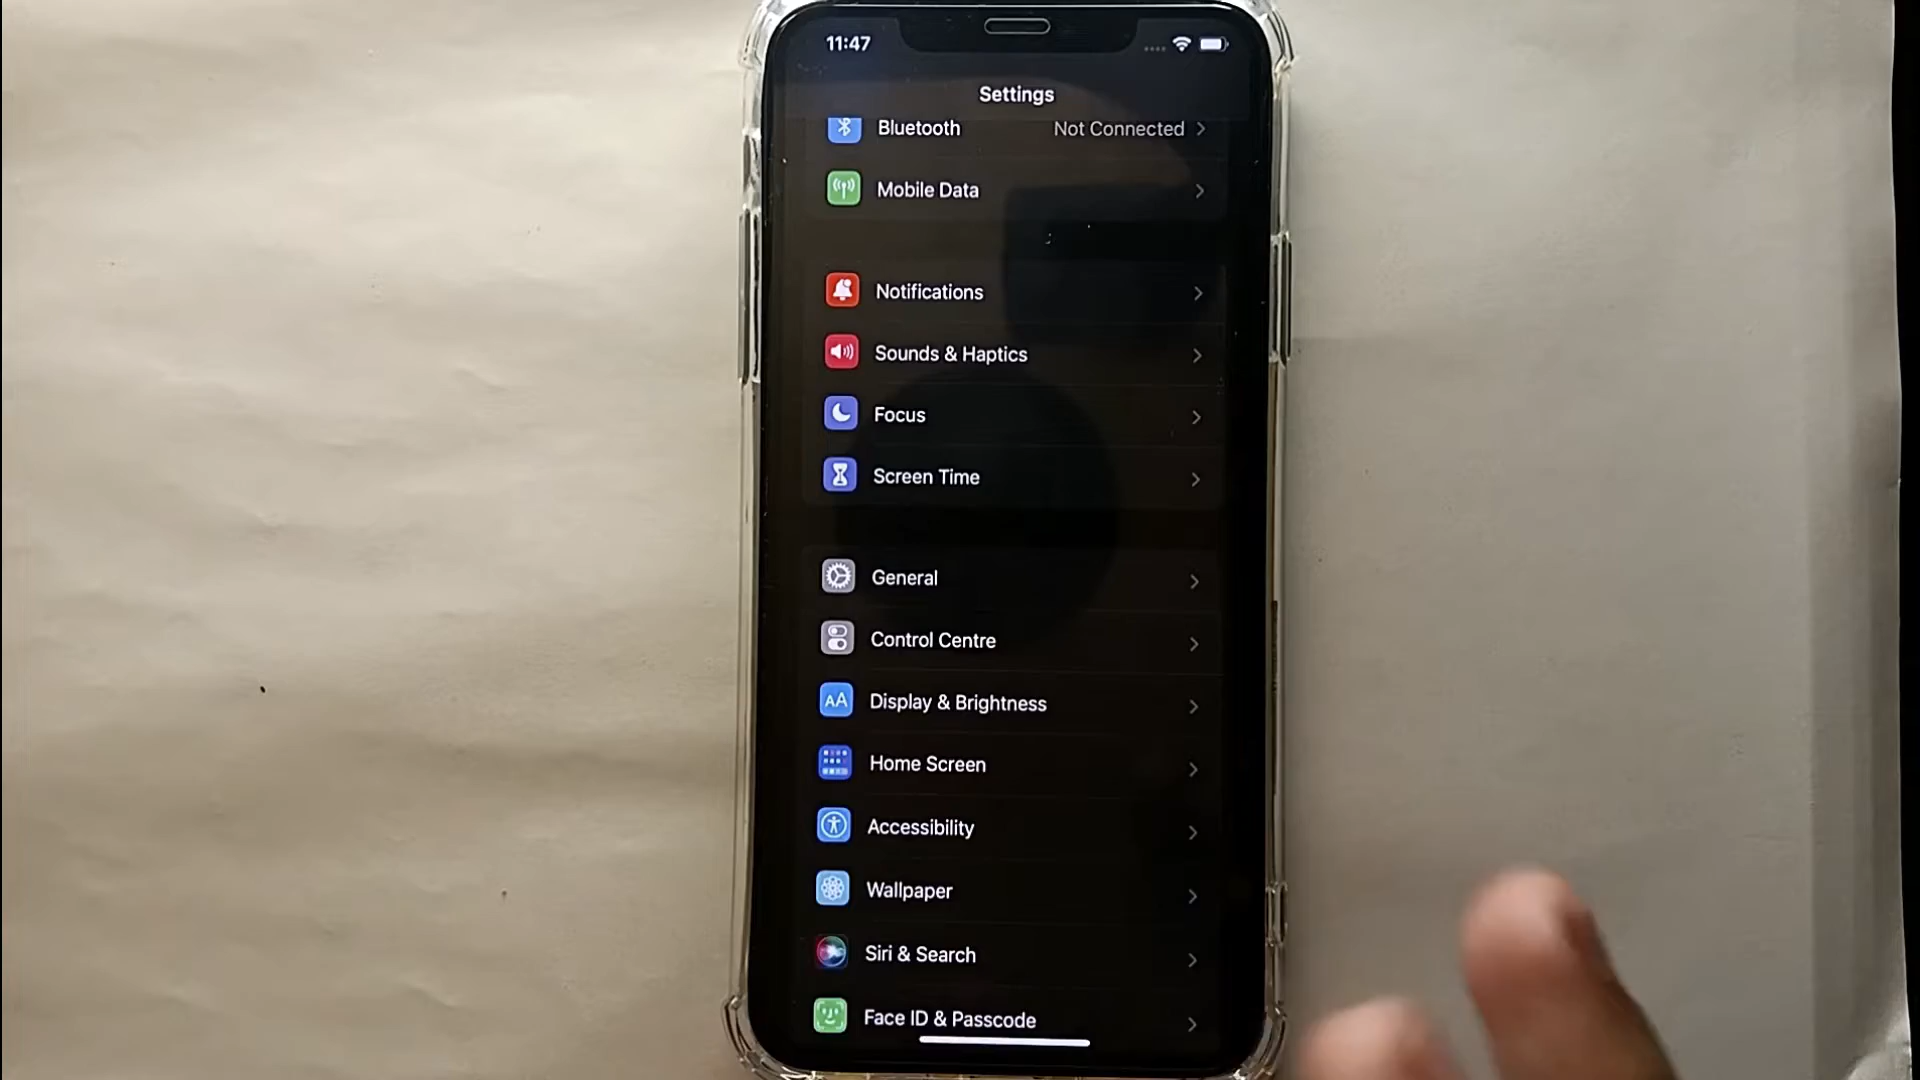 11:47
Settings
Bluetooth Not Connected
Mobile Data
Notifications
Sounds & Haptics
Focus
Screen Time
General
Control Centre
AA Display & Brightness
Home Screen
Accessibility
Wallpaper
Siri & Search
Face ID & Passcode